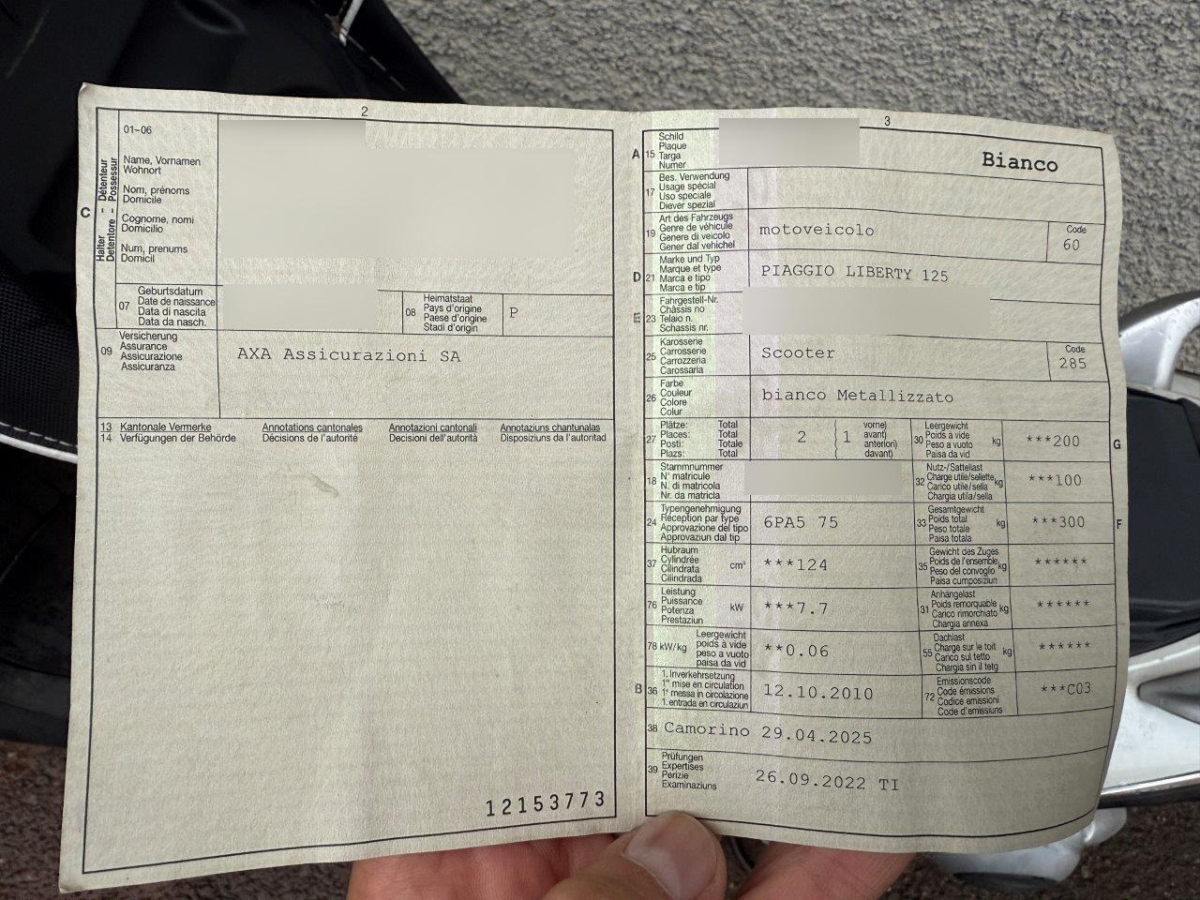 2
01-06
Halter - Détenteur
Detentore - Possessur
C
Name, Vornamen
Wohnort
Nom, prénoms
Domicile
Cognome, nomi
Domicilio
Num, prenums
Domicil
07
Geburtsdatum
Date de naissance
Data di nascita
Data da nasch.
08
Heimatstaat
Pays d'origine
Paese d'origine
Stadi d'origin
P
09
Versicherung
Assurance
Assicurazione
Assicuranza
AXA Assicurazioni SA
13 Kantonale Vermerke Annotations cantonales Annotazioni cantonali Annotaziuns chantunalas
14 Verfügungen der Behörde Décisions de l'autorité Decisioni dell'autorità Disposiziuns da l'autoritad
12153773
3
A 15
Schild
Plaque
Targa
Numer
Bianco
17
Bes. Verwendung
Usage spécial
Uso speciale
Diever spezial
19
Art des Fahrzeugs
Genre de véhicule
Genere di veicolo
Gener dal vehichel
motoveicolo
Code
60
D 21
Marke und Typ
Marque et type
Marca e tipo
Marca e tip
PIAGGIO LIBERTY 125
E 23
Fahrgestell-Nr.
Châssis no
Telaio n.
Schassis nr.
25
Karosserie
Carrosserie
Carrozzeria
Carossaria
Scooter
Code
285
26
Farbe
Couleur
Colore
Colur
bianco Metallizzato
27
Plätze: Total
Places: Total
Posti: Totale
Plazs: Total
2
1
vorne)
avant)
anteriori)
davant)
30
Leergewicht
Poids à vide
Peso a vuoto
Paisa da vid
kg
***200
G
18
Stammnummer
N° matricule
N. di matricola
Nr. da matricla
32
Nutz-/Sattellast
Charge utile/sellette
Carico utile/sella
Chargia utila/sella
kg
***100
24
Typengenehmigung
Réception par type
Approvazione del tipo
Approvaziun dal tip
6PA5 75
33
Gesamtgewicht
Poids total
Peso totale
Paisa totala
kg
***300
F
37
Hubraum
Cylindrée
Cilindrata
Cilindrada
cm³
***124
35
Gewicht des Zuges
Poids de l'ensemble
Peso del convoglio
Paisa cumposiziun
kg
******
76
Leistung
Puissance
Potenza
Prestaziun
kW
***7.7
31
Anhängelast
Poids remorquable
Carico rimorchiato
Chargia annexa
kg
******
78 kW/kg
Leergewicht
poids à vide
peso a vuoto
paisa da vid
**0.06
55
Dachlast
Charge sur le toit
Carico sul tetto
Chargia sin il tetg
kg
******
B 36
1. Inverkehrsetzung
1re mise en circulation
1a messa in circolazione
1. entrada en circulaziun
12.10.2010
72
Emissionscode
Code émissions
Codice emissioni
Code d'emissiuns
***C03
38 Camorino 29.04.2025
39
Prüfungen
Expertises
Perizie
Examinaziuns
26.09.2022 TI